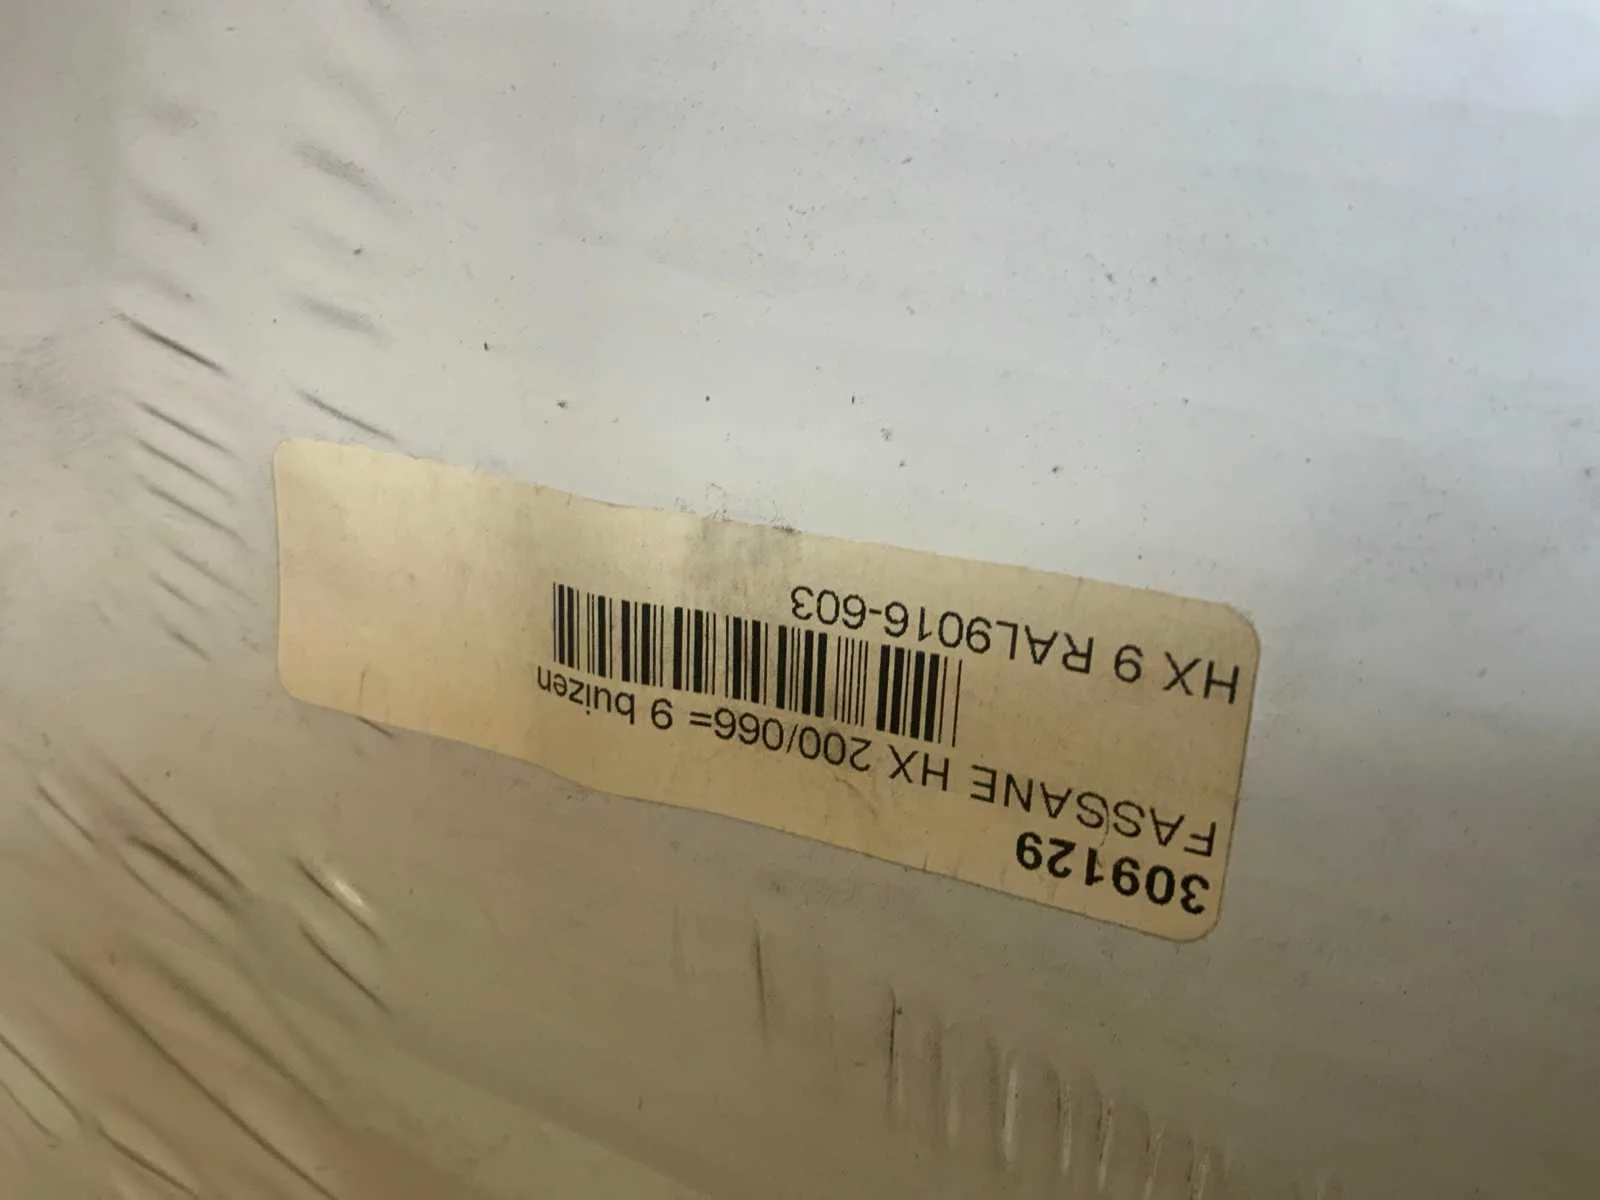 309129
FASSANE HX 200/066= 9 buizen
HX 9 RAL9016-603